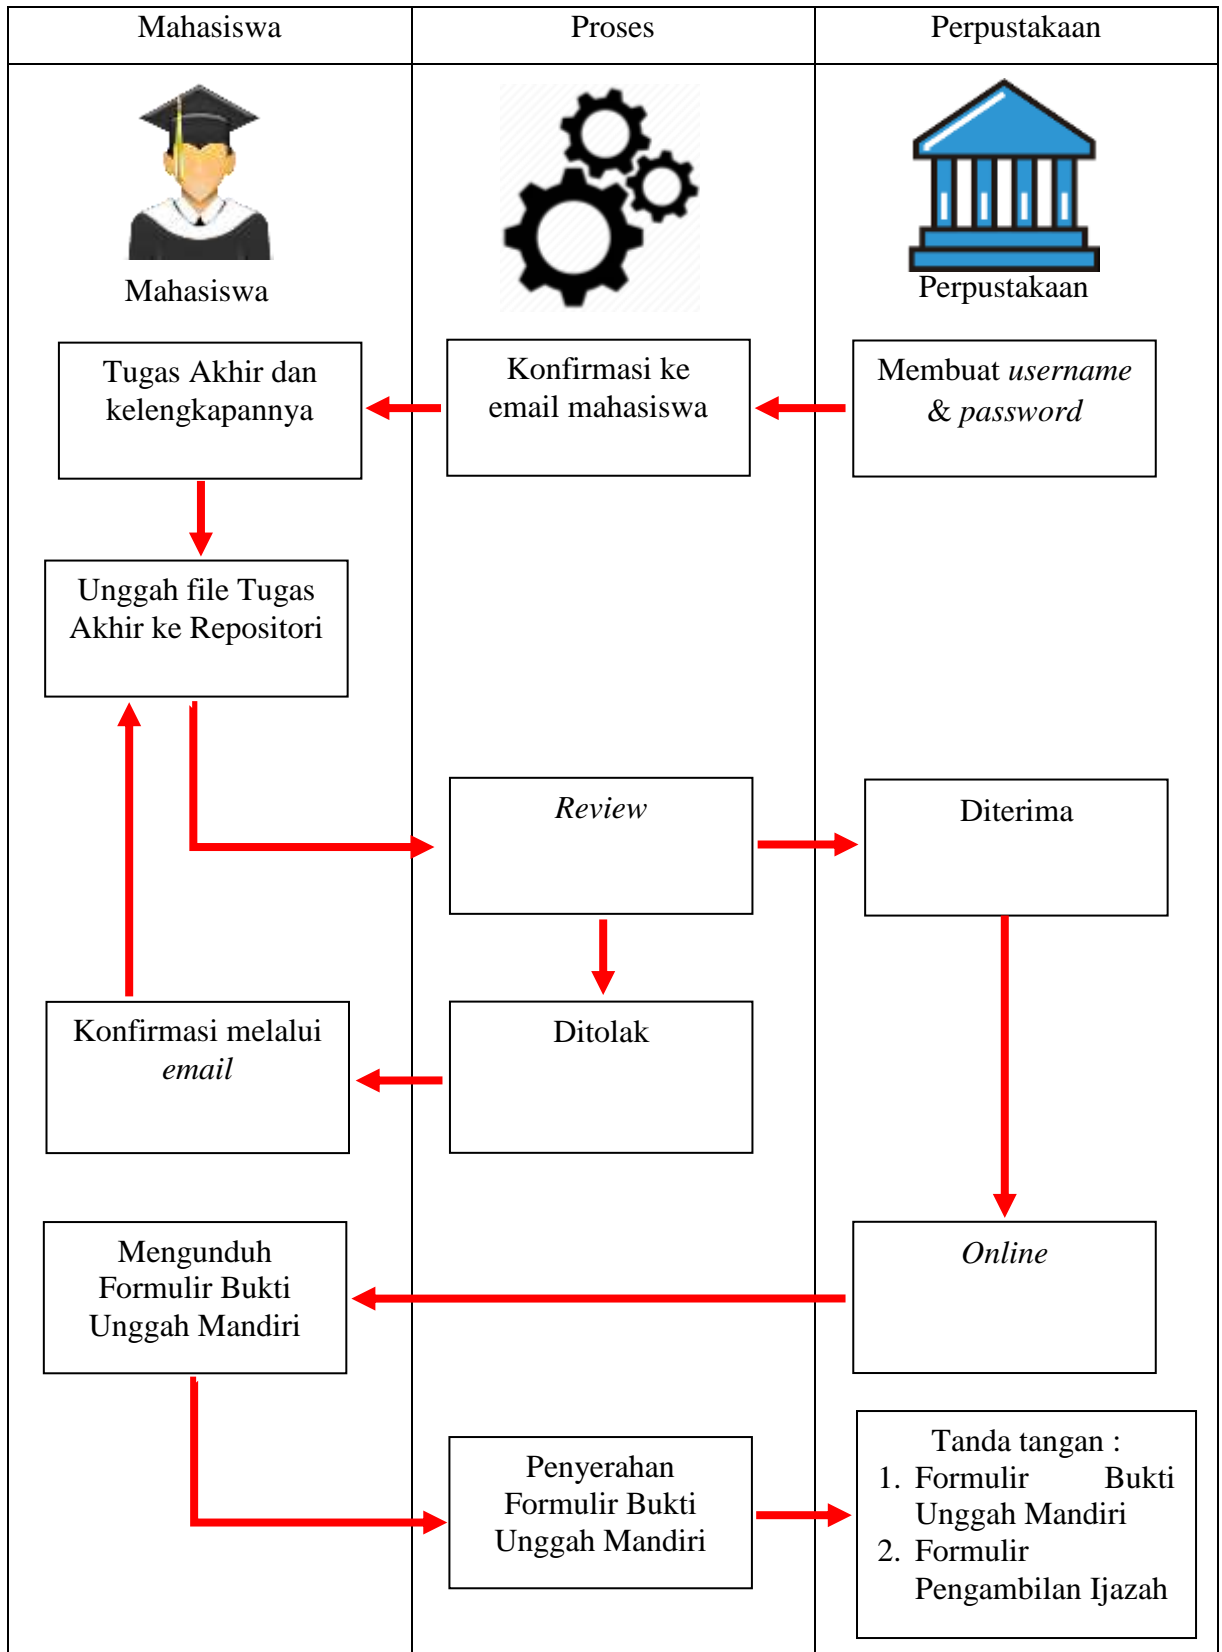 Mahasiswa
Proses
Perpustakaan
Mahasiswa
Perpustakaan
Tugas Akhir dan
kelengkapannya
Konfirmasi ke
email mahasiswa
Membuat username
& password
Unggah file Tugas
Akhir ke Repositori
Review
Diterima
Konfirmasi melalui
email
Ditolak
Mengunduh
Formulir Bukti
Unggah Mandiri
Online
Penyerahan
Formulir Bukti
Unggah Mandiri
Tanda tangan :
1. Formulir Bukti
Unggah Mandiri
2. Formulir
Pengambilan Ijazah